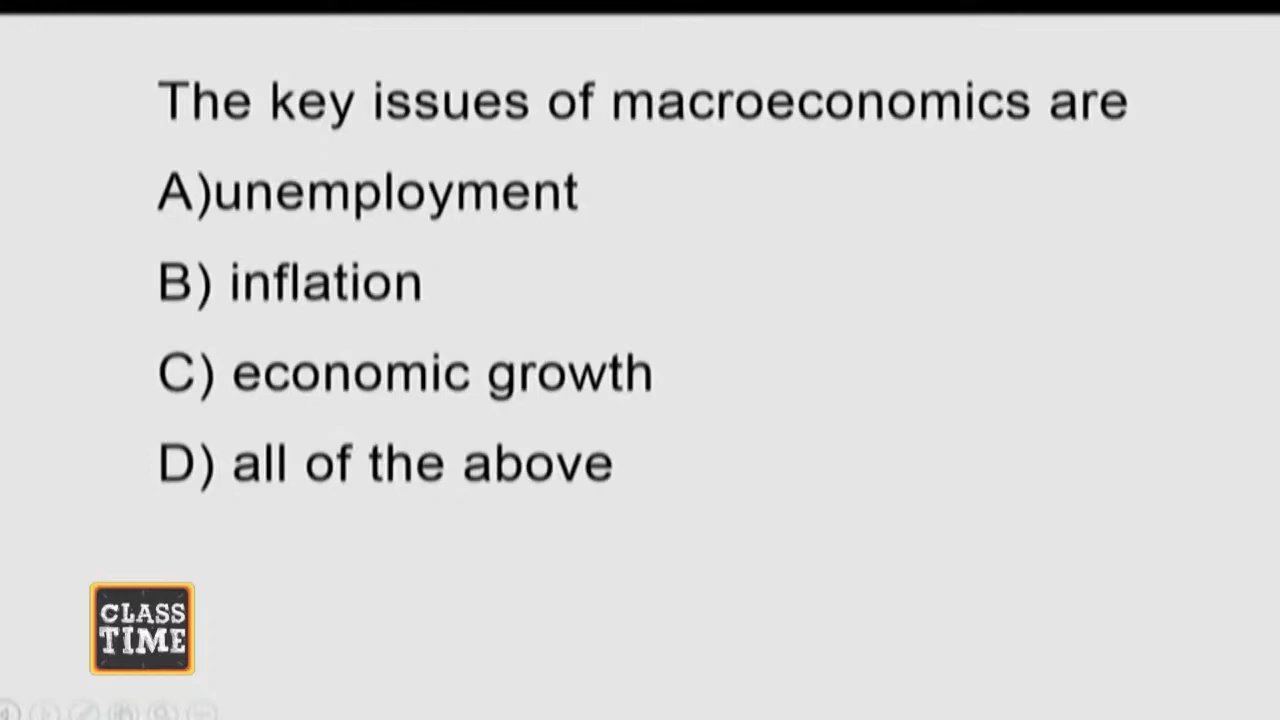 The key issues of macroeconomics are
A)unemployment
B) inflation
C) economic growth
D) all of the above
CLASS
TIME